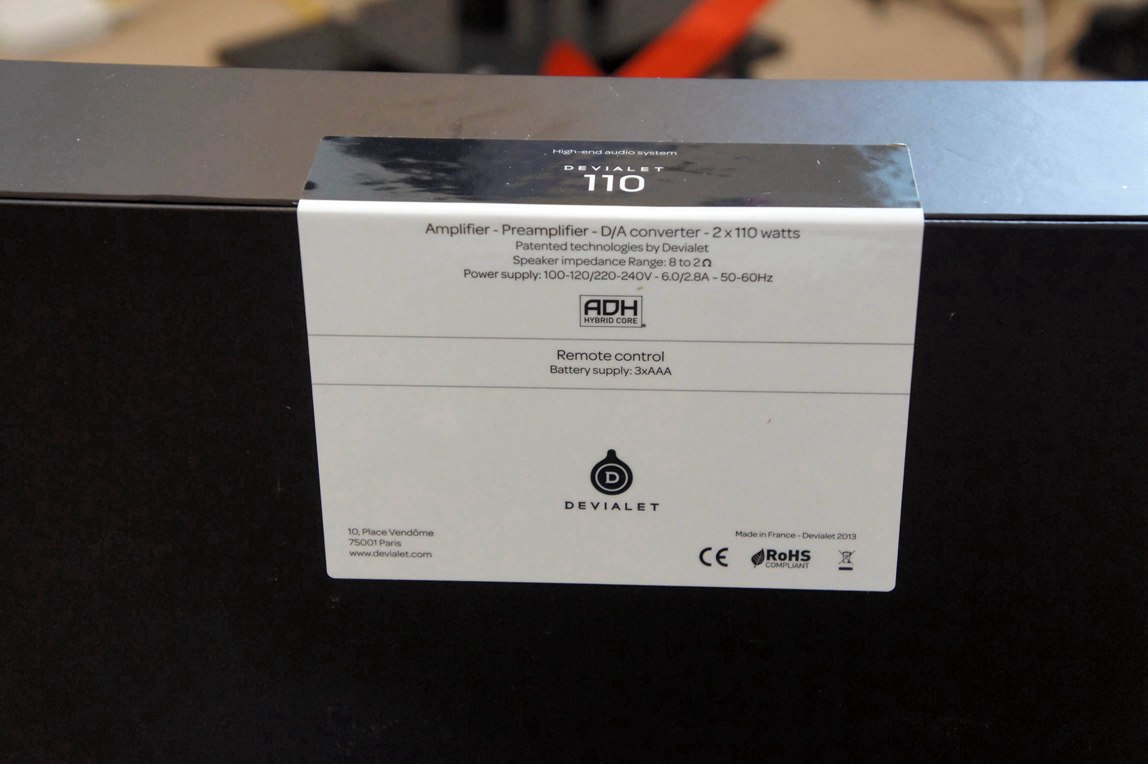 High-end audio system
DEVIALET
110
Amplifier - Preamplifier - D/A converter - 2 x 110 watts
Patented technologies by Devialet
Speaker impedance Range: 8 to 2 Ω
Power supply: 100-120/220-240V - 6.0/2.8A - 50-60Hz
ADH
HYBRID CORE
Remote control
Battery supply: 3xAAA
D
DEVIALET
10, Place Vendôme
75001 Paris
www.devialet.com
Made in France - Devialet 2013
CE
RoHS
COMPLIANT